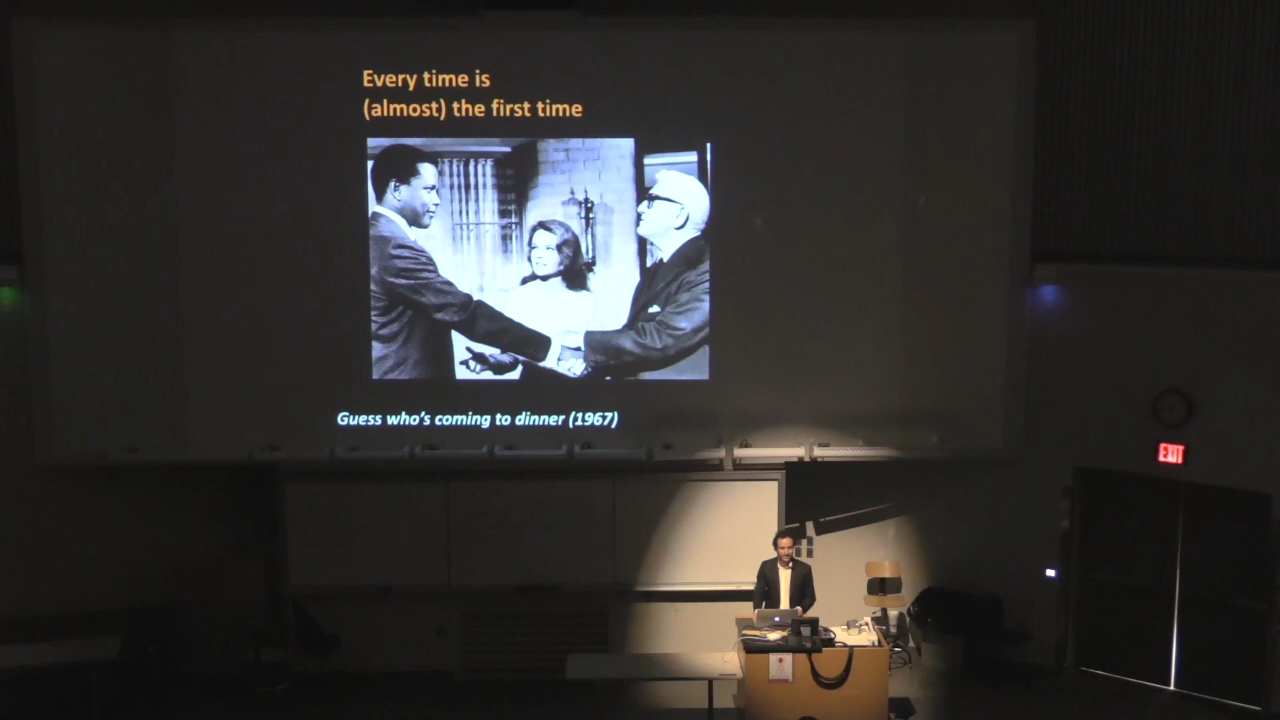 Every time is
(almost) the first time
Guess who's coming to dinner (1967)
EXIT